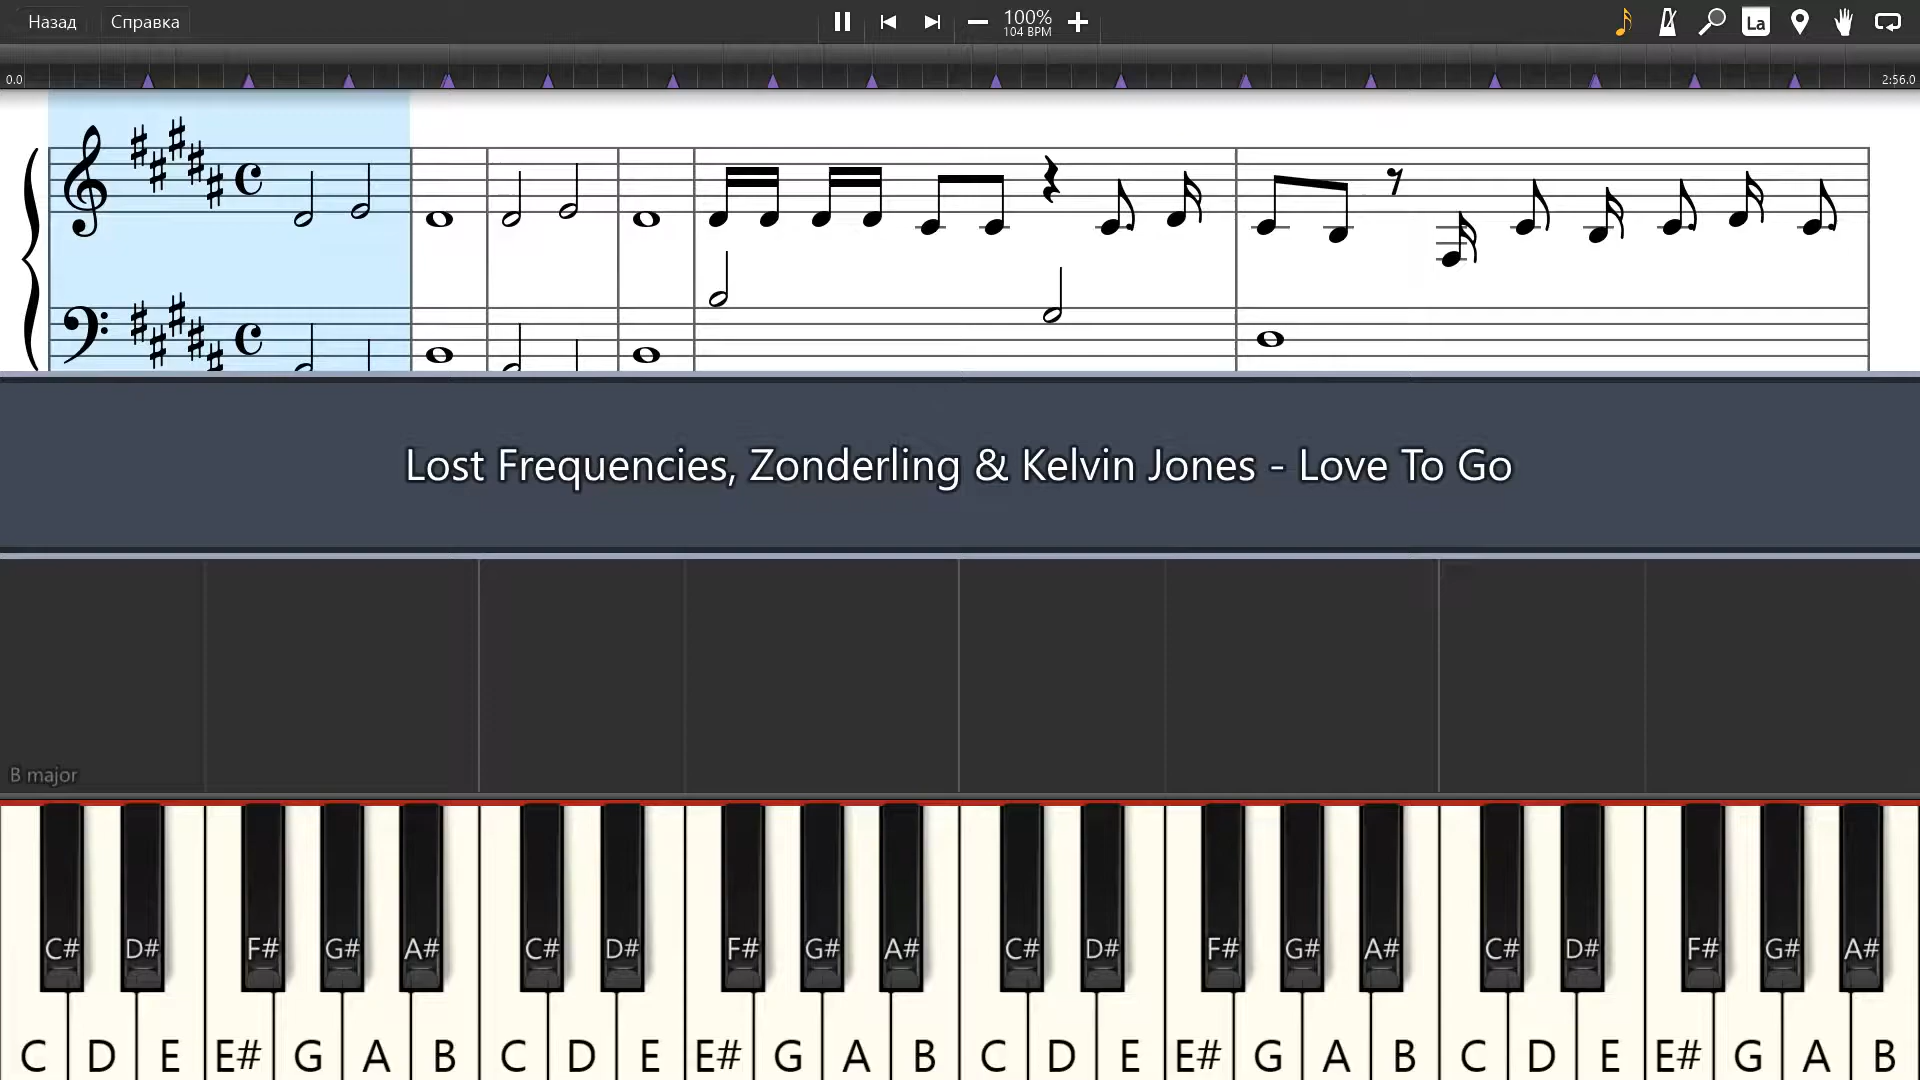 Назад Справка 100% La
104 BPM
0.0 2:56.0
Lost Frequencies, Zonderling & Kelvin Jones - Love To Go
B major
C# D# F# G# A# C# D# F# G# A# C# D# F# G# A# C# D# F# G# A#
C D E E# G A B C D E E# G A B C D E E# G A B C D E E# G A B